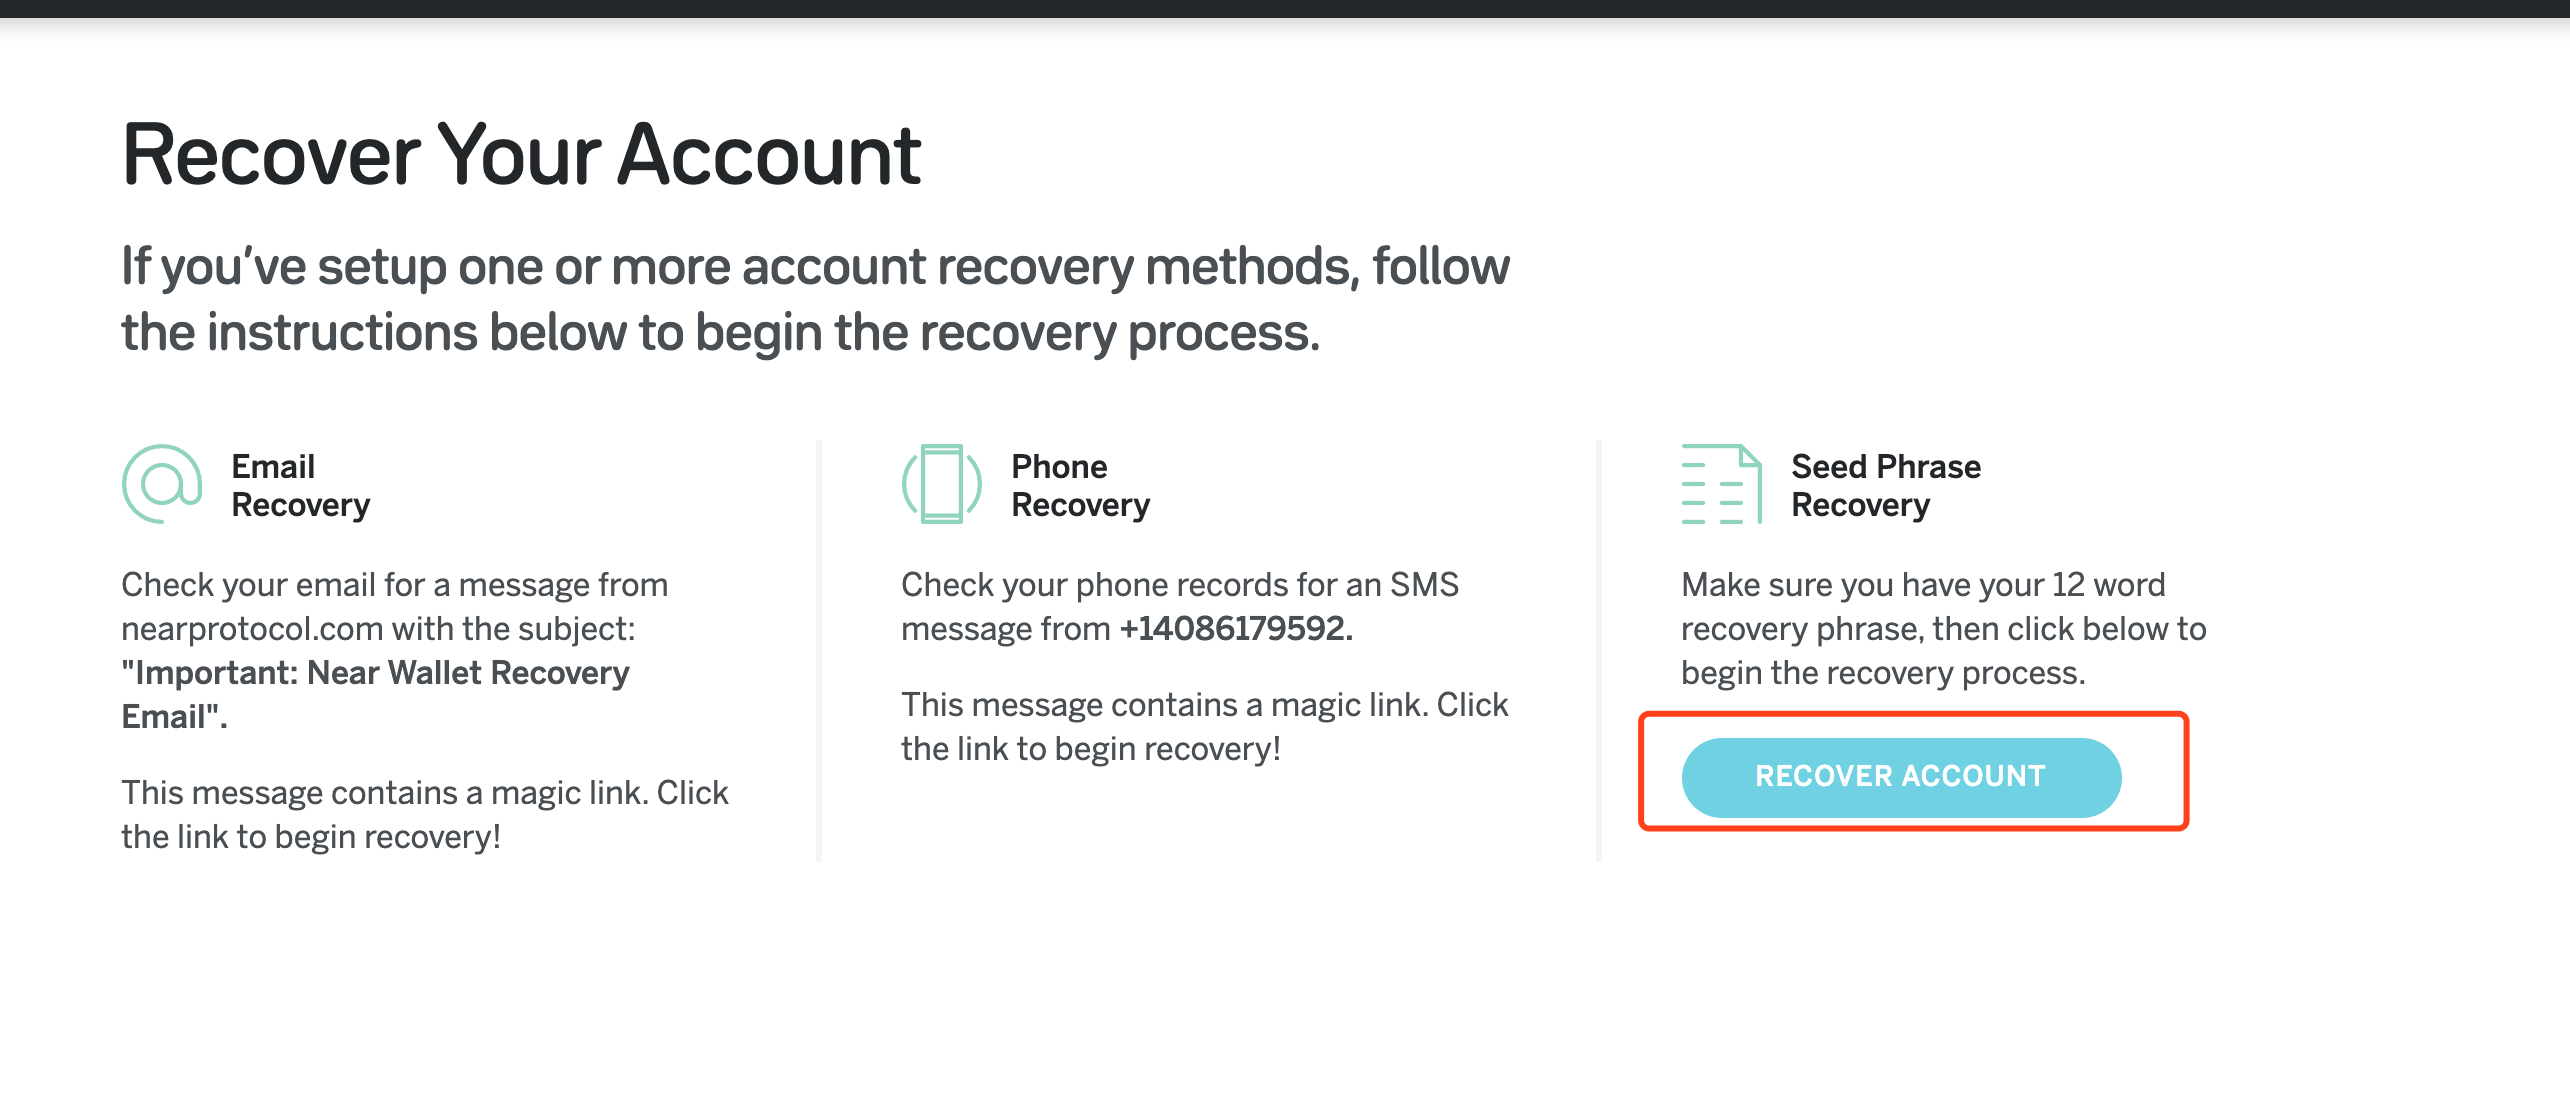 Recover Your Account
If you've setup one or more account recovery methods, follow
the instructions below to begin the recovery process.
Email
Recovery
Check your email for a message from
nearprotocol.com with the subject:
"Important: Near Wallet Recovery
Email".
This message contains a magic link. Click
the link to begin recovery!
Phone
Recovery
Check your phone records for an SMS
message from +14086179592.
This message contains a magic link. Click
the link to begin recovery!
Seed Phrase
Recovery
Make sure you have your 12 word
recovery phrase, then click below to
begin the recovery process.
RECOVER ACCOUNT